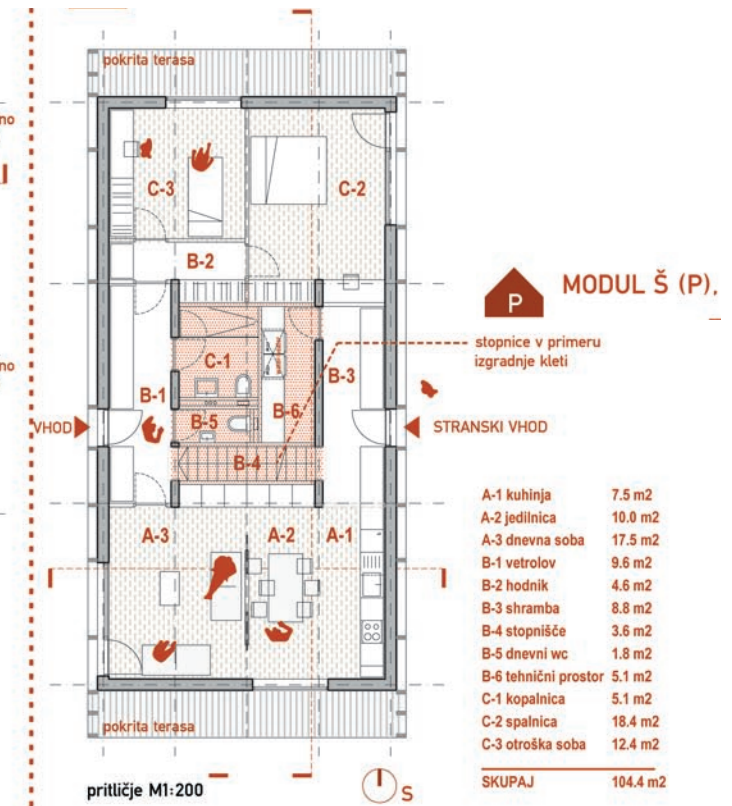 pokrita terasa
no
C-3
C-2
B-2
P
MODUL Š (P),
stopnice v primeru
izgradnje kleti
C-1
B-3
no
B-1
B-5
B-6
VHOD
STRANSKI VHOD
B-4
A-3
A-2
A-1
A-1 kuhinja 7.5 m2
A-2 jedilnica 10.0 m2
A-3 dnevna soba 17.5 m2
B-1 vetrolov 9.6 m2
B-2 hodnik 4.6 m2
B-3 shramba 8.8 m2
B-4 stopnišče 3.6 m2
B-5 dnevni wc 1.8 m2
B-6 tehnični prostor 5.1 m2
C-1 kopalnica 5.1 m2
C-2 spalnica 18.4 m2
C-3 otroška soba 12.4 m2
SKUPAJ 104.4 m2
pokrita terasa
pritličje M1:200
S